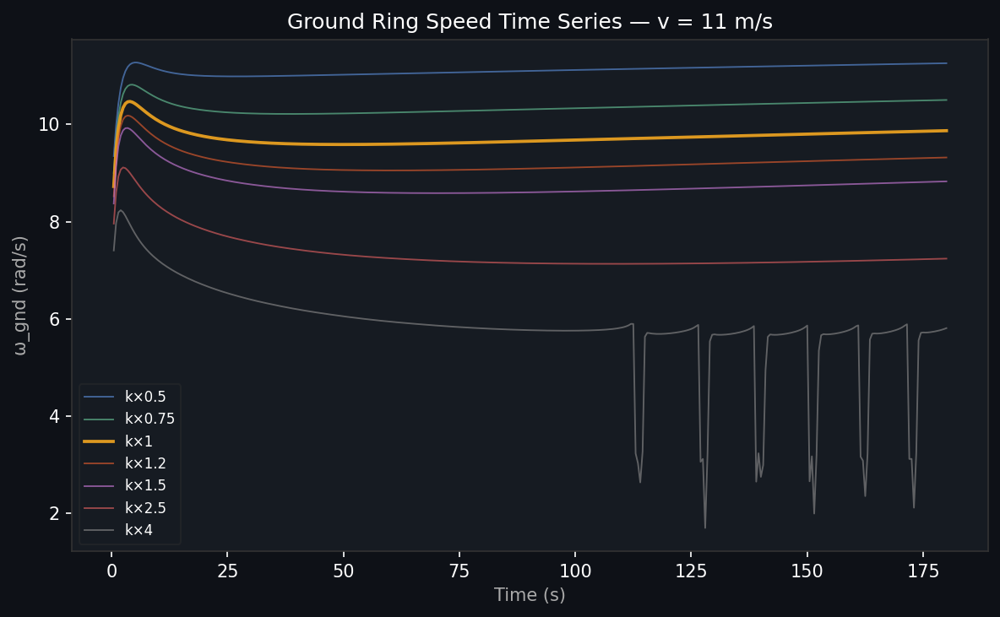 Ground Ring Speed Time Series — v = 11 m/s
ω_gnd (rad/s)
10
8
6
4
2
k×0.5
k×0.75
k×1
k×1.2
k×1.5
k×2.5
k×4
0 25 50 75 100 125 150 175
Time (s)